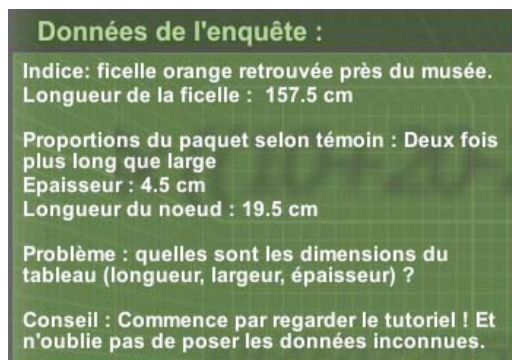 Données de l'enquête :
Indice: ficelle orange retrouvée près du musée.
Longueur de la ficelle : 157.5 cm
Proportions du paquet selon témoin : Deux fois
plus long que large
Epaisseur : 4.5 cm
Longueur du noeud : 19.5 cm
Problème : quelles sont les dimensions du
tableau (longueur, largeur, épaisseur) ?
Conseil : Commence par regarder le tutoriel ! Et
n'oublie pas de poser les données inconnues.